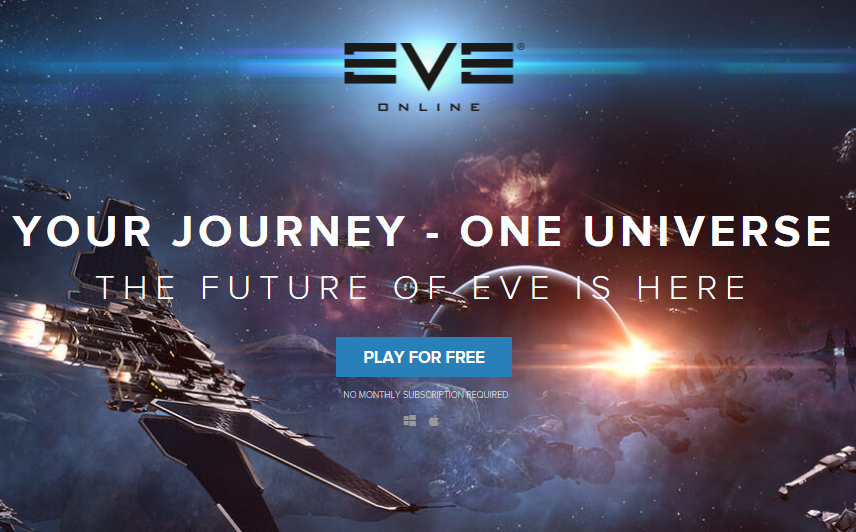 EVE®
ONLINE
YOUR JOURNEY - ONE UNIVERSE
THE FUTURE OF EVE IS HERE
PLAY FOR FREE
NO MONTHLY SUBSCRIPTION REQUIRED